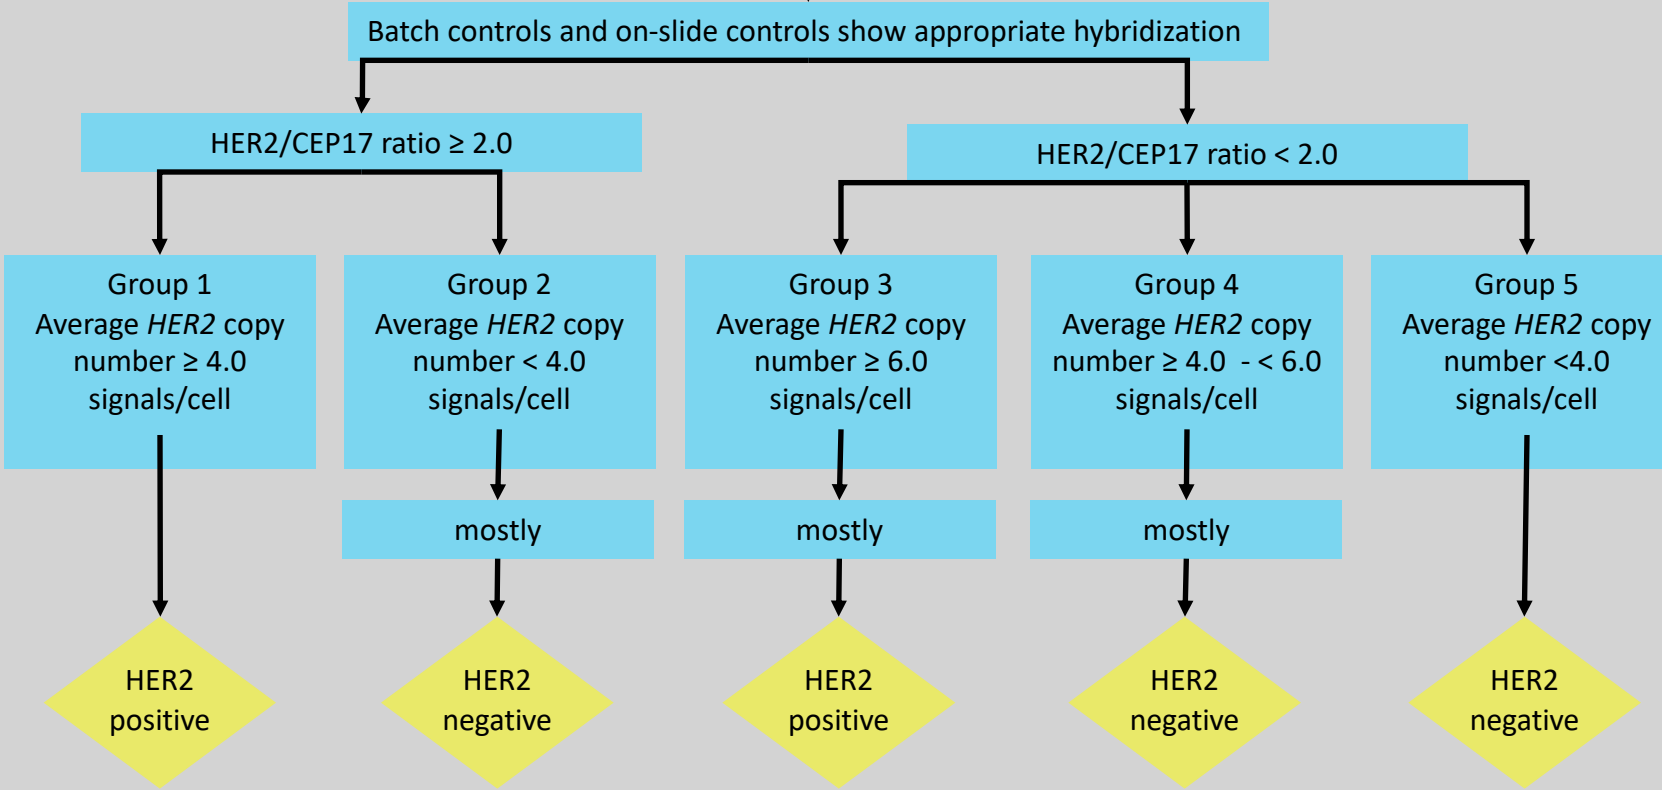 Batch controls and on-slide controls show appropriate hybridization
HER2/CEP17 ratio ≥ 2.0
HER2/CEP17 ratio < 2.0
Group 1
Average HER2 copy
number ≥ 4.0
signals/cell
Group 2
Average HER2 copy
number < 4.0
signals/cell
Group 3
Average HER2 copy
number ≥ 6.0
signals/cell
Group 4
Average HER2 copy
number ≥ 4.0 - < 6.0
signals/cell
Group 5
Average HER2 copy
number <4.0
signals/cell
mostly
mostly
mostly
HER2
positive
HER2
negative
HER2
positive
HER2
negative
HER2
negative